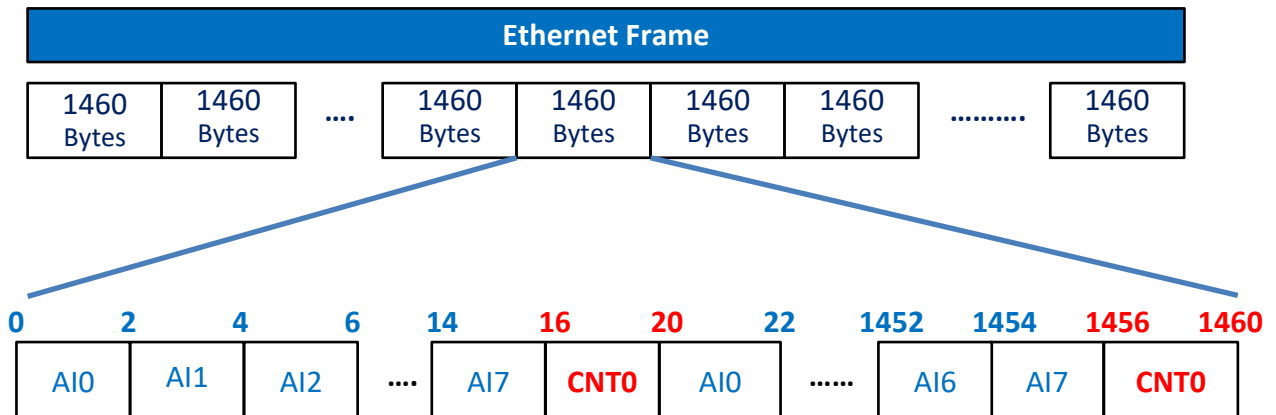 Ethernet Frame
1460 1460 1460 1460 1460 1460 1460
Bytes Bytes .... Bytes Bytes Bytes Bytes .......... Bytes
0 2 4 6 14 16 20 22 1452 1454 1456 1460
AI0 AI1 AI2 .... AI7 CNT0 AI0 ...... AI6 AI7 CNT0